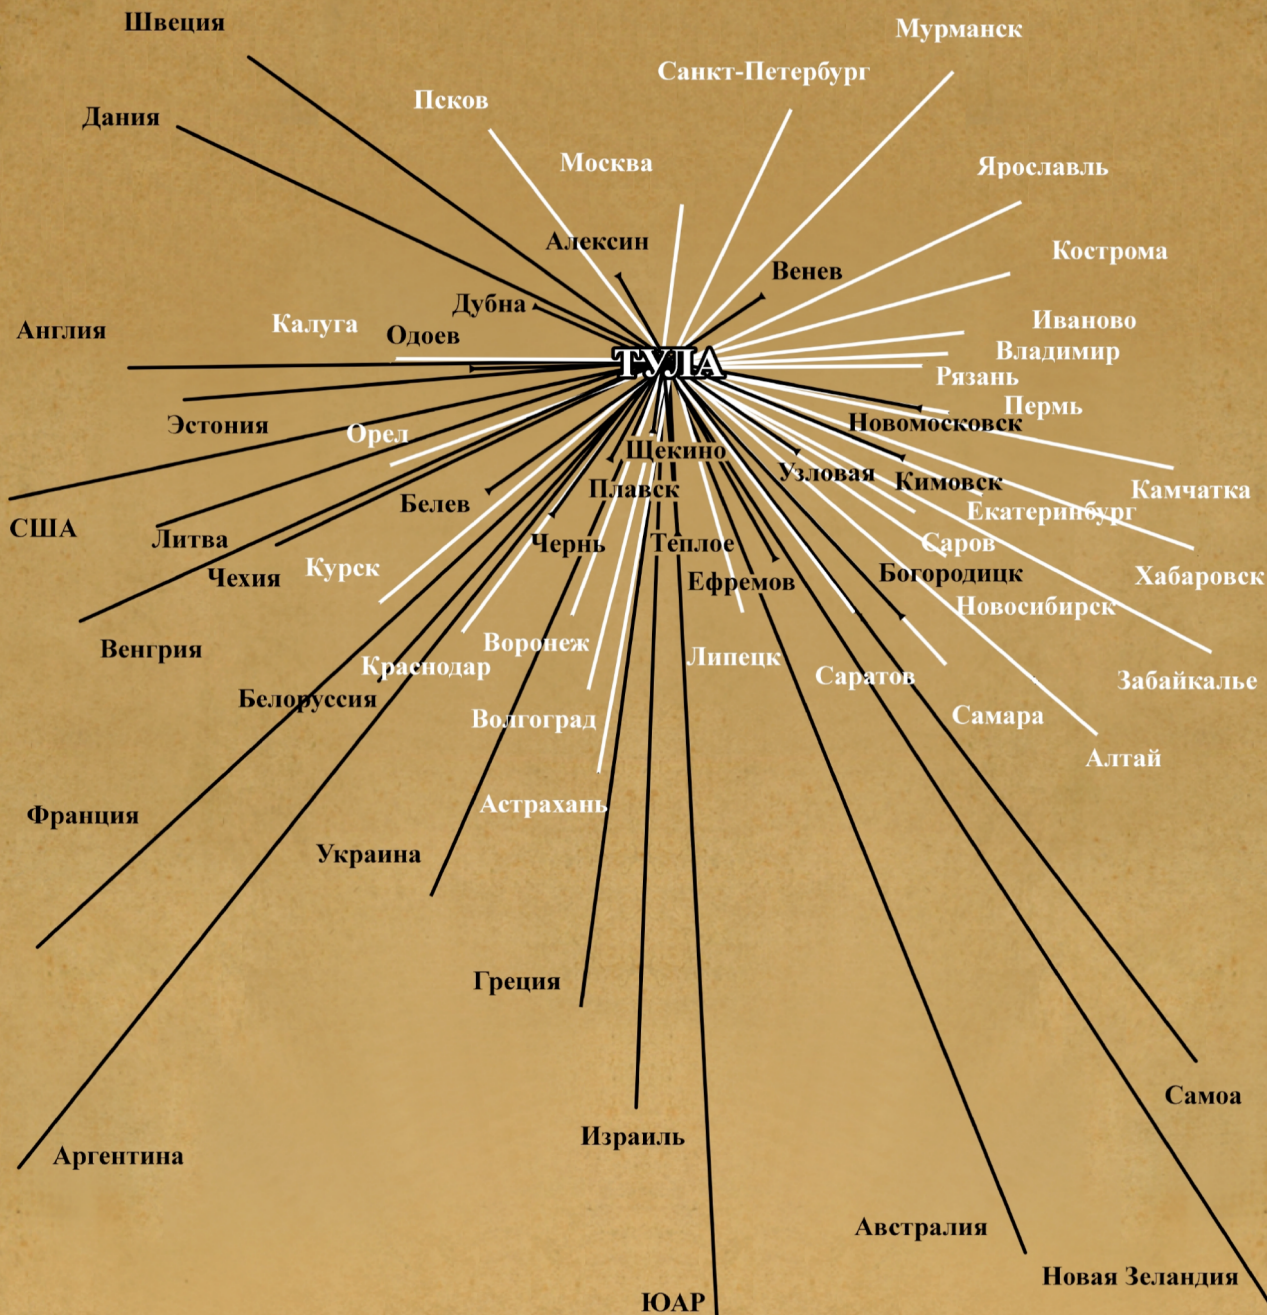 Швеция
Мурманск
Санкт-Петербург
Псков
Дания
Москва
Ярославль
Алексин
Кострома
Венев
Дубна
Иваново
Калуга
Англия
Одоев
Владимир
ТУЛА
Рязань
Пермь
Эстония
Новомосковск
Орел
Щекино
Узловая
Кимовск
Плавск
Камчатка
Белев
Екатеринбург
США
Литва
Чернь
Теплое
Саров
Курск
Чехия
Ефремов
Богородицк
Хабаровск
Новосибирск
Воронеж
Венгрия
Липецк
Краснодар
Саратов
Забайкалье
Белоруссия
Волгоград
Самара
Алтай
Астрахань
Франция
Украина
Греция
Самоа
Израиль
Аргентина
Австралия
Новая Зеландия
ЮАР